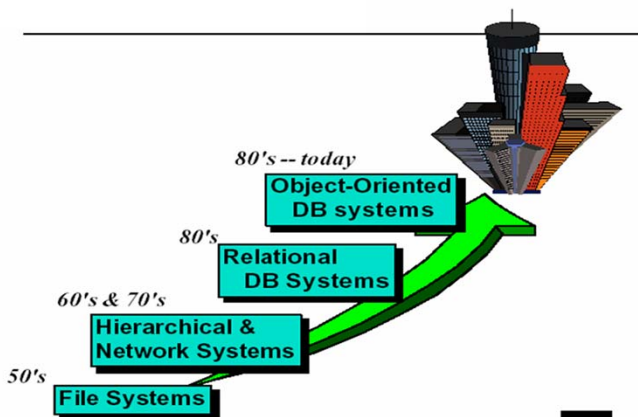 80's -- today
Object-Oriented
DB systems
80's
Relational
DB Systems
60's & 70's
Hierarchical &
Network Systems
50's
File Systems